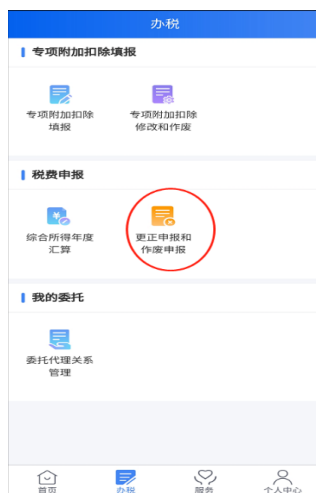 办税
专项附加扣除填报
专项附加扣除
填报
专项附加扣除
修改和作废
税费申报
综合所得年度
汇算
更正申报和
作废申报
我的委托
委托代理关系
管理
首页
办税
服务
个人中心